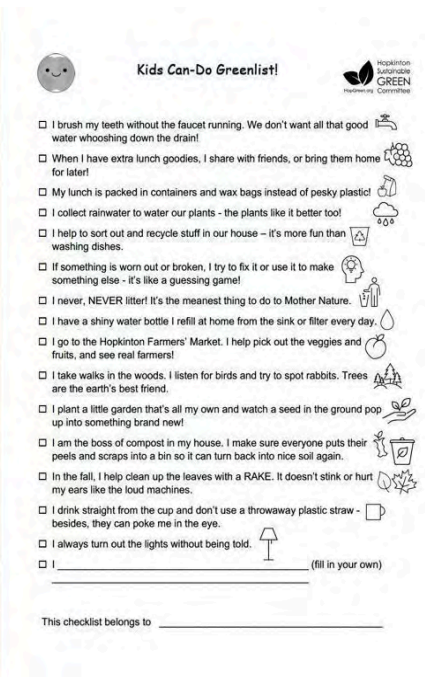 Kids Can-Do Greenlist!
Hopkinton
Sustainable
GREEN
HopGreen.org Committee
☐ I brush my teeth without the faucet running. We don't want all that good
water whooshing down the drain!
☐ When I have extra lunch goodies, I share with friends, or bring them home
for later!
☐ My lunch is packed in containers and wax bags instead of pesky plastic!
☐ I collect rainwater to water our plants - the plants like it better too!
☐ I help to sort out and recycle stuff in our house – it's more fun than
washing dishes.
☐ If something is worn out or broken, I try to fix it or use it to make
something else - it's like a guessing game!
☐ I never, NEVER litter! It's the meanest thing to do to Mother Nature.
☐ I have a shiny water bottle I refill at home from the sink or filter every day.
☐ I go to the Hopkinton Farmers' Market. I help pick out the veggies and
fruits, and see real farmers!
☐ I take walks in the woods. I listen for birds and try to spot rabbits. Trees
are the earth's best friend.
☐ I plant a little garden that's all my own and watch a seed in the ground pop
up into something brand new!
☐ I am the boss of compost in my house. I make sure everyone puts their
peels and scraps into a bin so it can turn back into nice soil again.
☐ In the fall, I help clean up the leaves with a RAKE. It doesn't stink or hurt
my ears like the loud machines.
☐ I drink straight from the cup and don't use a throwaway plastic straw -
besides, they can poke me in the eye.
☐ I always turn out the lights without being told.
☐ I ____________________ (fill in your own)
This checklist belongs to ____________________